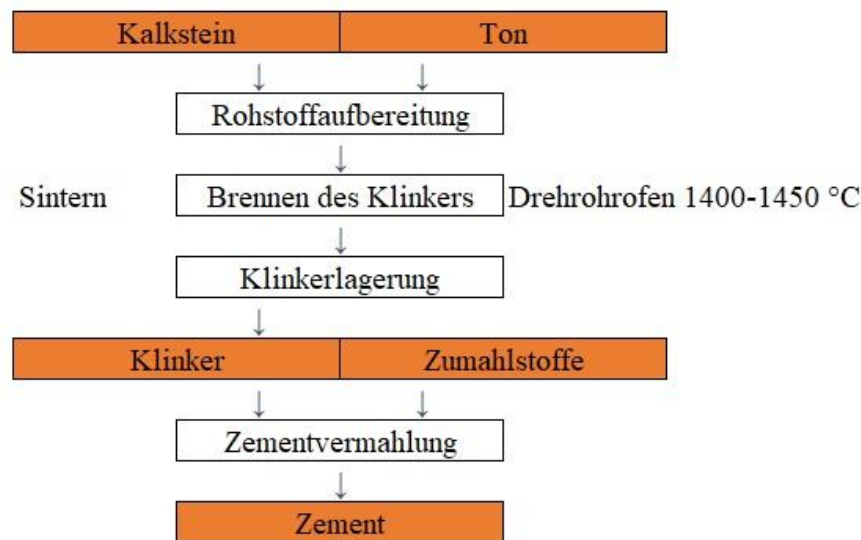 Kalkstein Ton
↓ ↓
Rohstoffaufbereitung
↓
Sintern Brennen des Klinkers Drehrohrofen 1400-1450 °C
↓
Klinkerlagerung
↓
Klinker Zumahlstoffe
↓ ↓
Zementvermahlung
↓
Zement